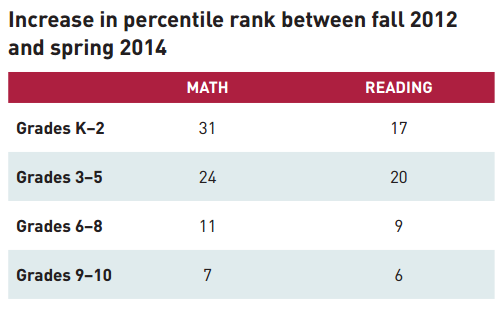 Increase in percentile rank between fall 2012
and spring 2014
MATH READING
Grades K–2 31 17
Grades 3–5 24 20
Grades 6–8 11 9
Grades 9–10 7 6